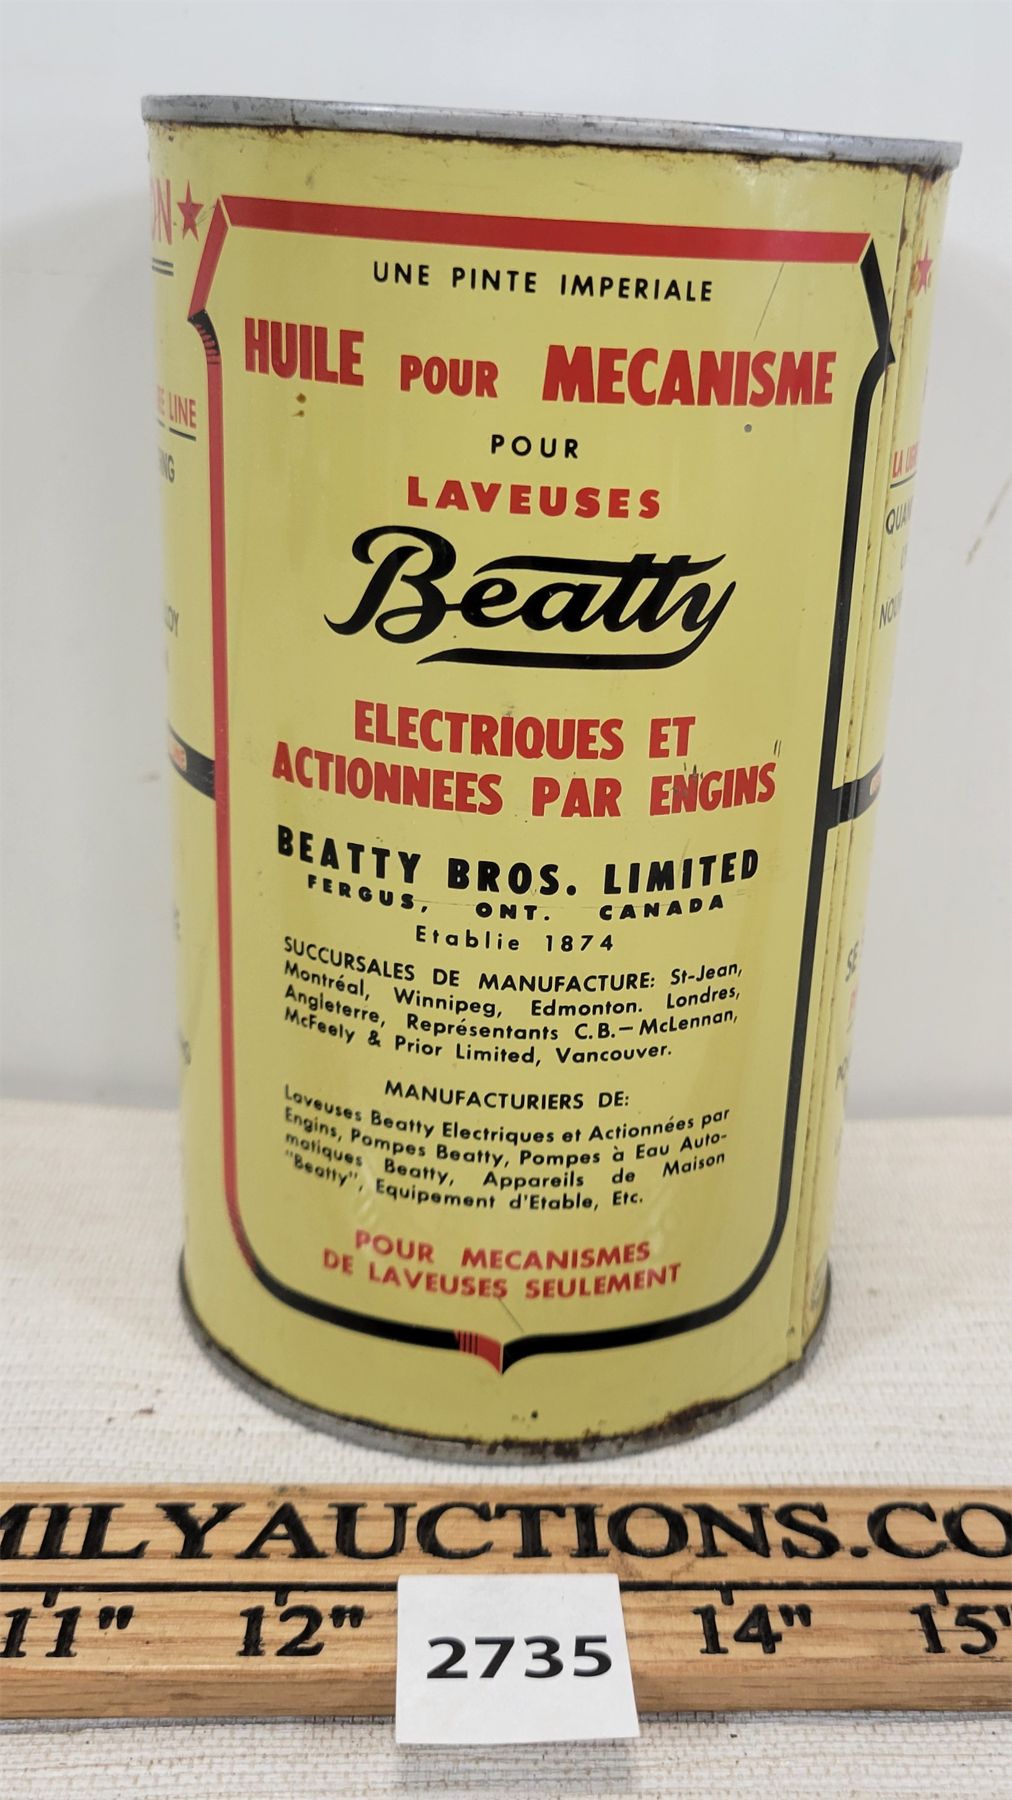 UNE PINTE IMPERIALE
HUILE POUR MECANISME
POUR
LAVEUSES
Beatty
ELECTRIQUES ET
ACTIONNEES PAR ENGINS
BEATTY BROS. LIMITED
FERGUS, ONT. CANADA
Etablie 1874
SUCCURSALES DE MANUFACTURE: St-Jean,
Montréal, Winnipeg, Edmonton. Londres,
Angleterre, Représentants C.B.—McLennan,
McFeely & Prior Limited, Vancouver.
MANUFACTURIERS DE:
Laveuses Beatty Electriques et Actionnées par
Engins, Pompes Beatty, Pompes à Eau Auto-
matiques Beatty, Appareils de Maison
"Beatty", Equipement d'Etable, Etc.
POUR MECANISMES
DE LAVEUSES SEULEMENT
LINE
LA
MILYAUCTIONS.CO
11" 12" 14" 15"
2735